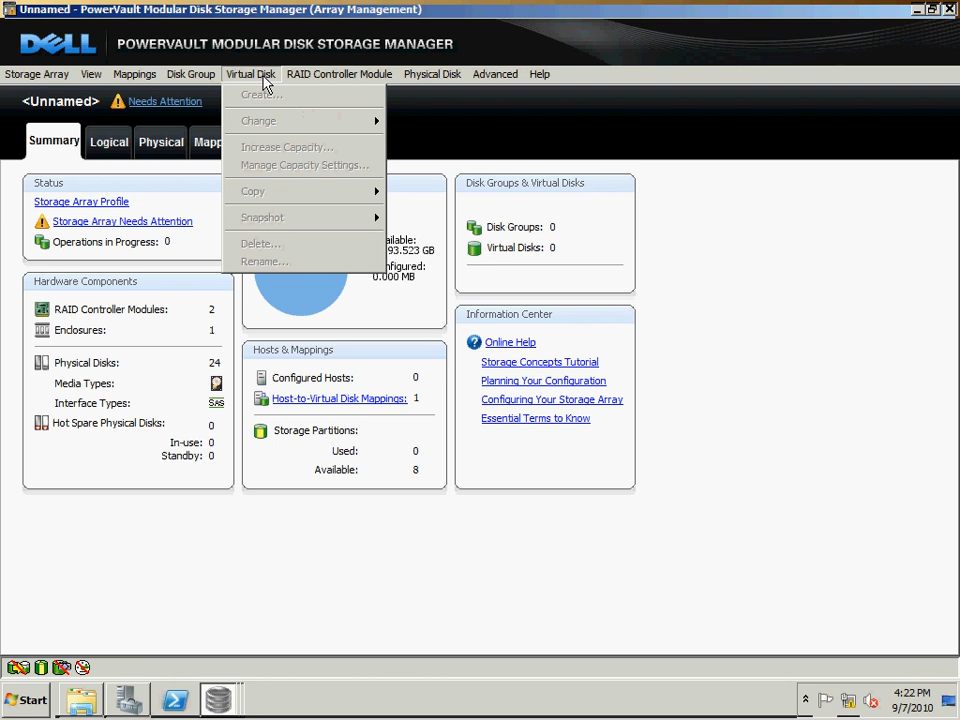 Unnamed - PowerVault Modular Disk Storage Manager (Array Management)
DELL
POWERVAULT MODULAR DISK STORAGE MANAGER
Storage Array View Mappings Disk Group Virtual Disk RAID Controller Module Physical Disk Advanced Help
<Unnamed> Needs Attention
Summary Logical Physical Mapp
Create...
Change
Increase Capacity...
Manage Capacity Settings...
Copy
Snapshot
Delete...
Rename...
Status
Storage Array Profile
Storage Array Needs Attention
Operations in Progress: 0
Hardware Components
RAID Controller Modules: 2
Enclosures: 1
Physical Disks: 24
Media Types:
Interface Types: SAS
Hot Spare Physical Disks: 0
In-use: 0
Standby: 0
ailable:
93.523 GB
nfigured:
0.000 MB
Hosts & Mappings
Configured Hosts: 0
Host-to-Virtual Disk Mappings: 1
Storage Partitions:
Used: 0
Available: 8
Disk Groups & Virtual Disks
Disk Groups: 0
Virtual Disks: 0
Information Center
Online Help
Storage Concepts Tutorial
Planning Your Configuration
Configuring Your Storage Array
Essential Terms to Know
Start
4:22 PM
9/7/2010